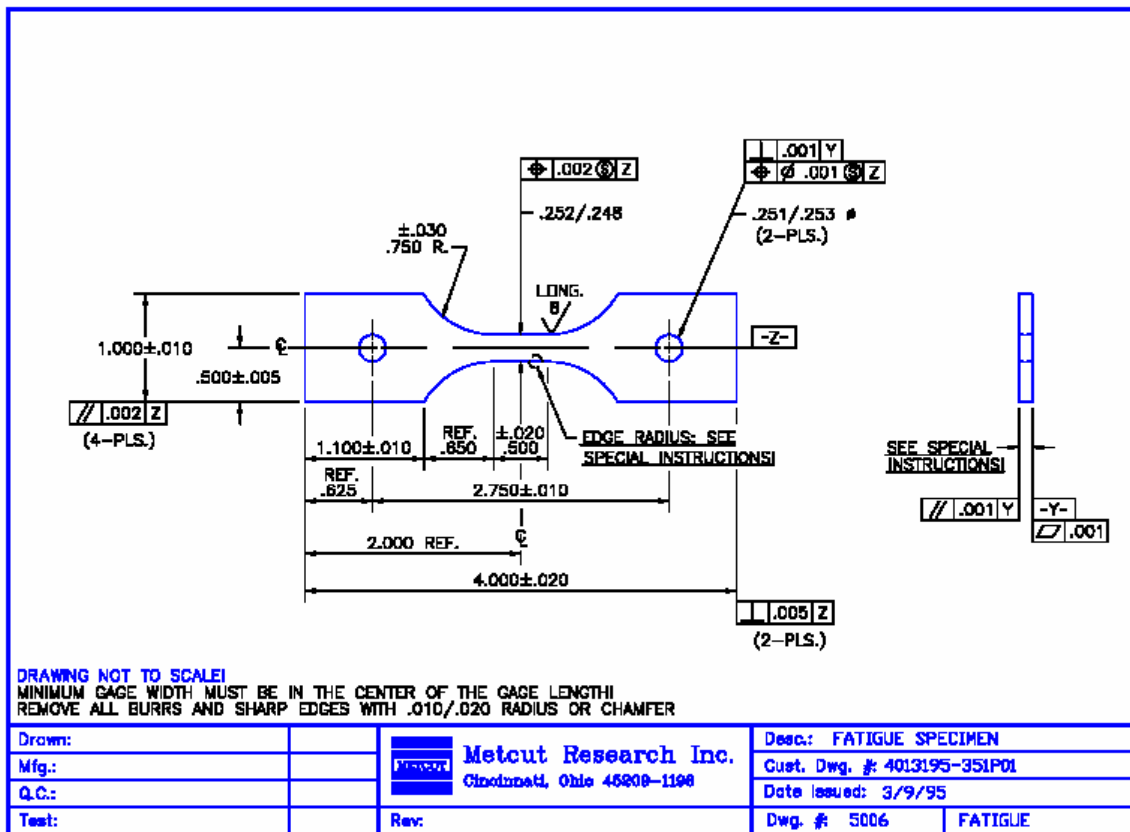 ⌖ .002 Ⓢ Z
.252/.248
⊥ .001 Y
⌖ ⌀ .001 Ⓢ Z
.251/.253 ⌀
(2-PLS.)
±.030
.750 R.
LONG.
8
1.000±.010
℄
-Z-
.500±.005
// .002 Z
(4-PLS.)
1.100±.010
REF.
.650
±.020
.500
EDGE RADIUS: SEE
SPECIAL INSTRUCTIONS!
SEE SPECIAL
INSTRUCTIONS!
REF.
.625
2.750±.010
// .001 Y
-Y-
⏥ .001
℄
2.000 REF.
4.000±.020
⊥ .005 Z
(2-PLS.)
DRAWING NOT TO SCALE!
MINIMUM GAGE WIDTH MUST BE IN THE CENTER OF THE GAGE LENGTH!
REMOVE ALL BURRS AND SHARP EDGES WITH .010/.020 RADIUS OR CHAMFER
Drawn:
Mfg.:
Q.C.:
Test:
METCUT
Metcut Research Inc.
Cincinnati, Ohio 45209-1196
Rev:
Desc.: FATIGUE SPECIMEN
Cust. Dwg. #: 4013195-351P01
Date Issued: 3/9/95
Dwg. #: 5006
FATIGUE